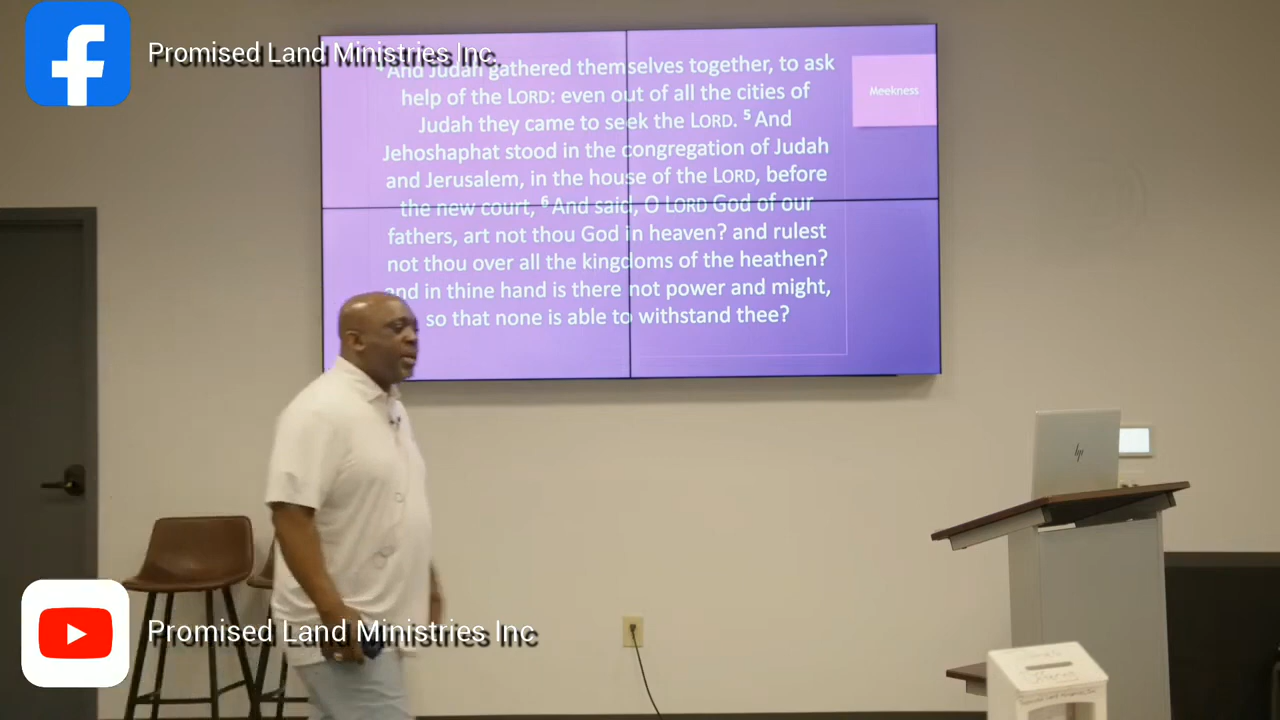 Promised Land Ministries Inc.
And Judah gathered themselves together, to ask
help of the LORD: even out of all the cities of
Judah they came to seek the LORD. 5 And
Jehoshaphat stood in the congregation of Judah
and Jerusalem, in the house of the LORD, before
the new court, 6 And said, O LORD God of our
fathers, art not thou God in heaven? and rulest
not thou over all the kingdoms of the heathen?
and in thine hand is there not power and might,
so that none is able to withstand thee?
Meekness
hp
Promised Land Ministries Inc